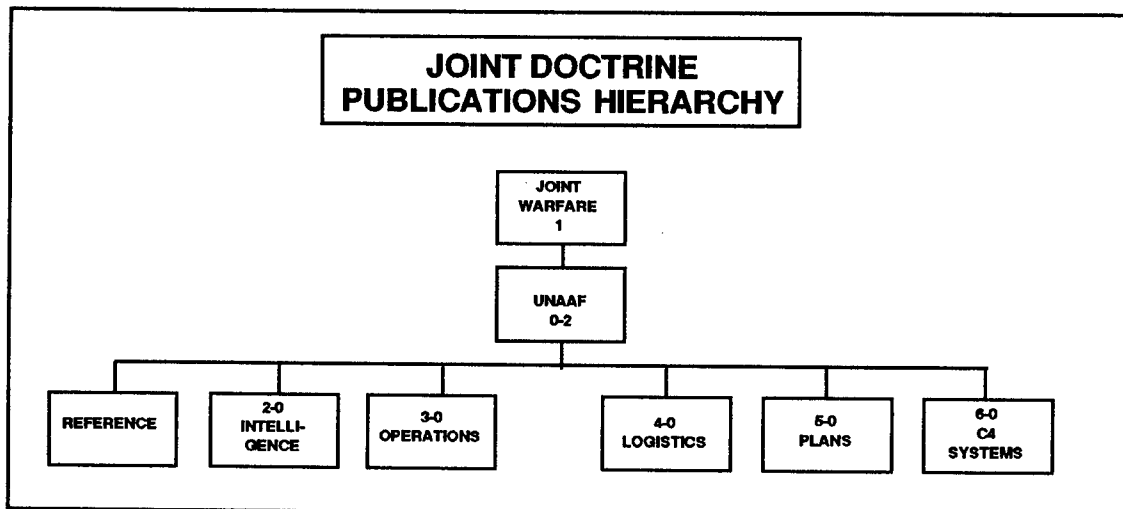 JOINT DOCTRINE
PUBLICATIONS HIERARCHY
JOINT
WARFARE
1
UNAAF
0-2
REFERENCE
2-0
INTELLI-
GENCE
3-0
OPERATIONS
4-0
LOGISTICS
5-0
PLANS
6-0
C4
SYSTEMS